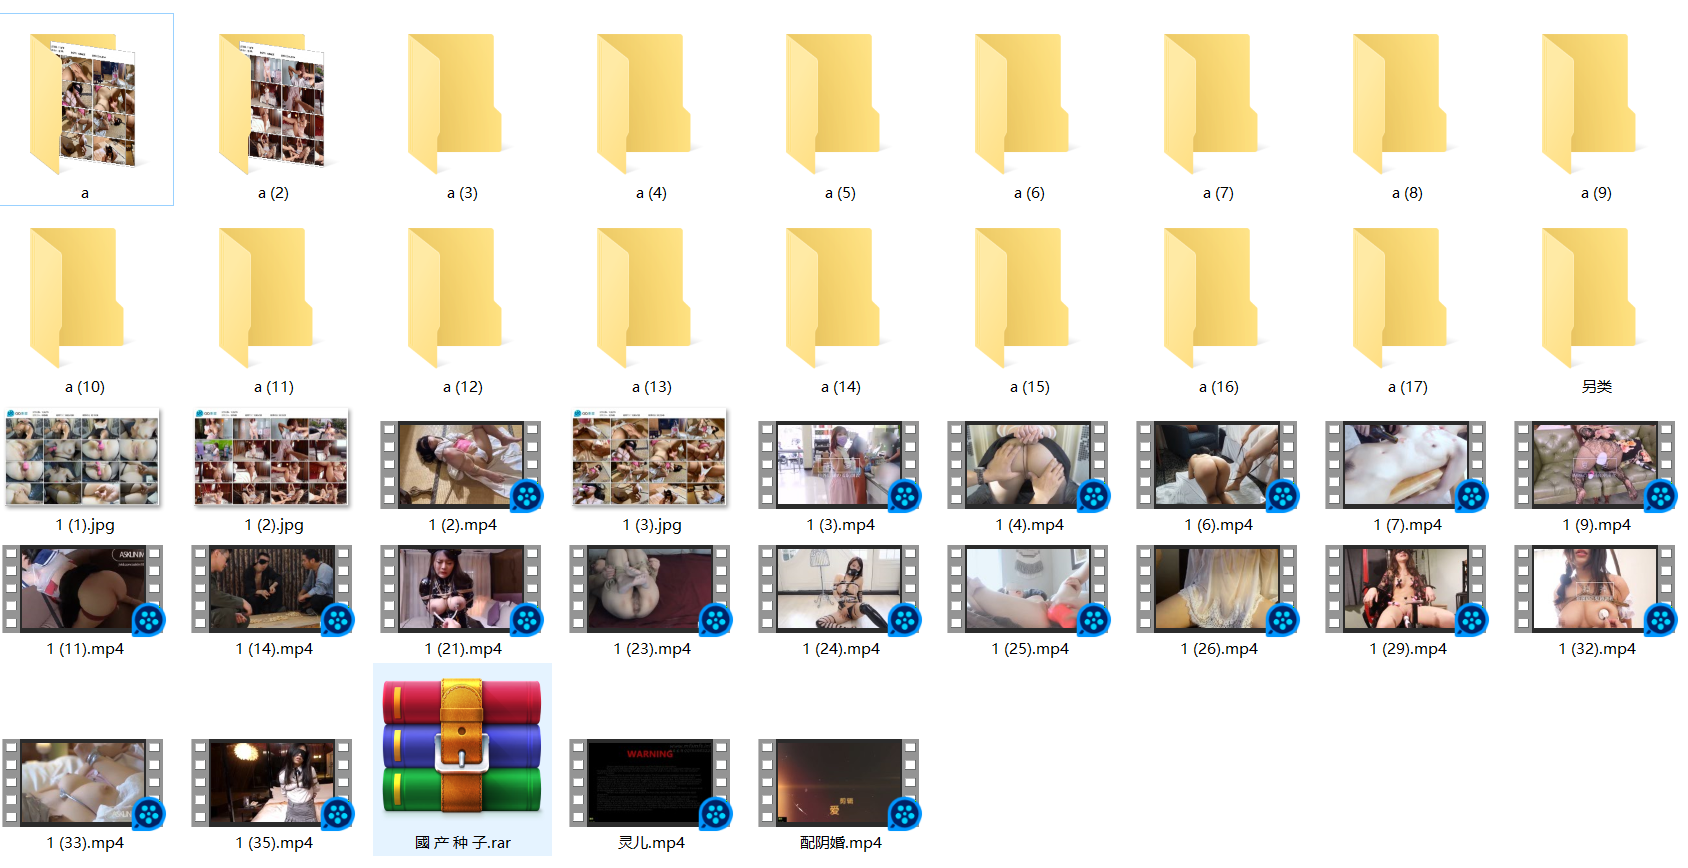 a
a (2)
a (3)
a (4)
a (5)
a (6)
a (7)
a (8)
a (9)
a (10)
a (11)
a (12)
a (13)
a (14)
a (15)
a (16)
a (17)
另类
1 (1).jpg
1 (2).jpg
1 (2).mp4
1 (3).jpg
1 (3).mp4
1 (4).mp4
1 (6).mp4
1 (7).mp4
1 (9).mp4
1 (11).mp4
1 (14).mp4
1 (21).mp4
1 (23).mp4
1 (24).mp4
1 (25).mp4
1 (26).mp4
1 (29).mp4
1 (32).mp4
WARNING
爱
剪辑
1 (33).mp4
1 (35).mp4
國 产 种 子.rar
灵儿.mp4
配阴婚.mp4